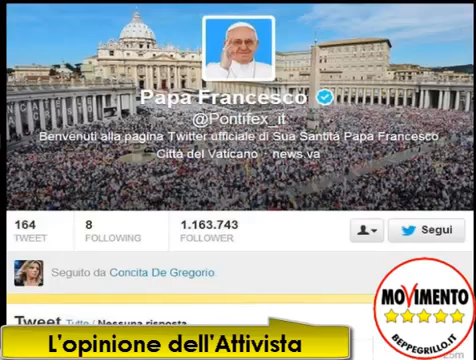 Papa Francesco
@Pontifex_it
Benvenuti alla pagina Twitter ufficiale di Sua Santità Papa Francesco
Città del Vaticano · news.va
164 8 1.163.743
TWEET FOLLOWING FOLLOWER
Segui
Seguito da Concita De Gregorio
Tweet Tutto / Nessuna risposta
L'opinione dell'Attivista
MOVIMENTO
BEPPEGRILLO.IT
.com